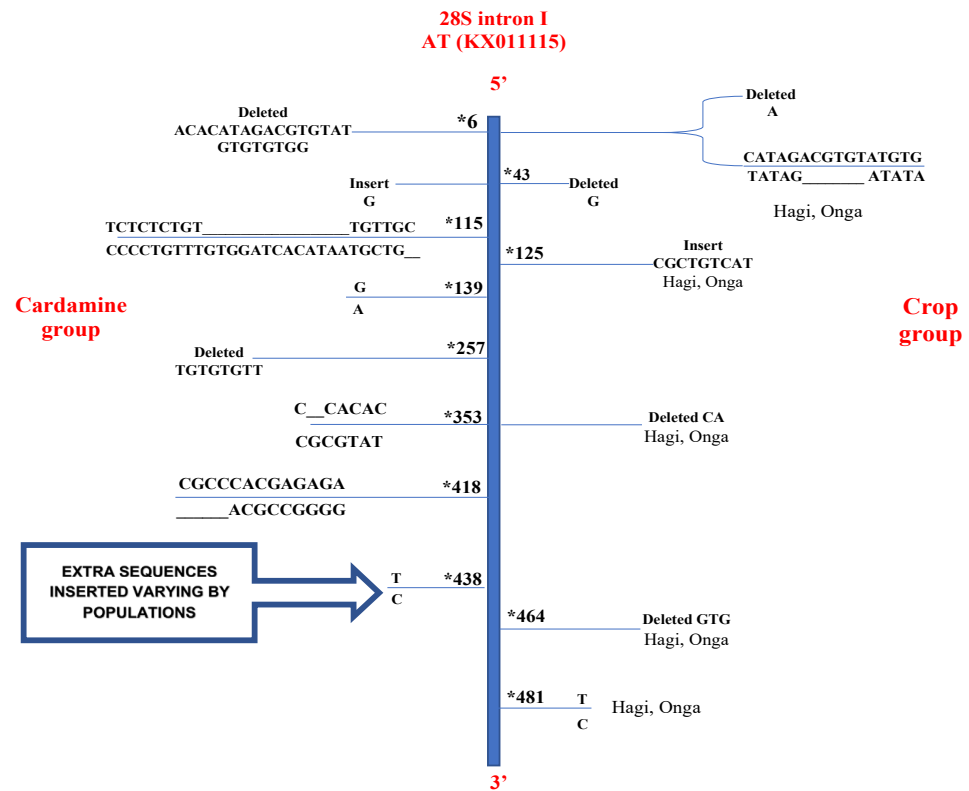 28S intron I
AT (KX011115)
5’
Deleted
ACACATAGACGTGTAT
GTGTGTGG
*6
Deleted
A
CATAGACGTGTATGTG
TATAG_______ ATATA
Hagi, Onga
Insert
G
*43
Deleted
G
TCTCTCTGT________________TGTTGC
CCCCTGTTTGTGGATCACATAATGCTG__
*115
*125
Insert
CGCTGTCAT
Hagi, Onga
G
A
*139
Cardamine
group
Crop
group
Deleted
TGTGTGTT
*257
C__CACAC
CGCGTAT
*353
Deleted CA
Hagi, Onga
CGCCCACGAGAGA
______ACGCCGGGG
*418
EXTRA SEQUENCES
INSERTED VARYING BY
POPULATIONS
T
C
*438
*464
Deleted GTG
Hagi, Onga
*481
T
C
Hagi, Onga
3’